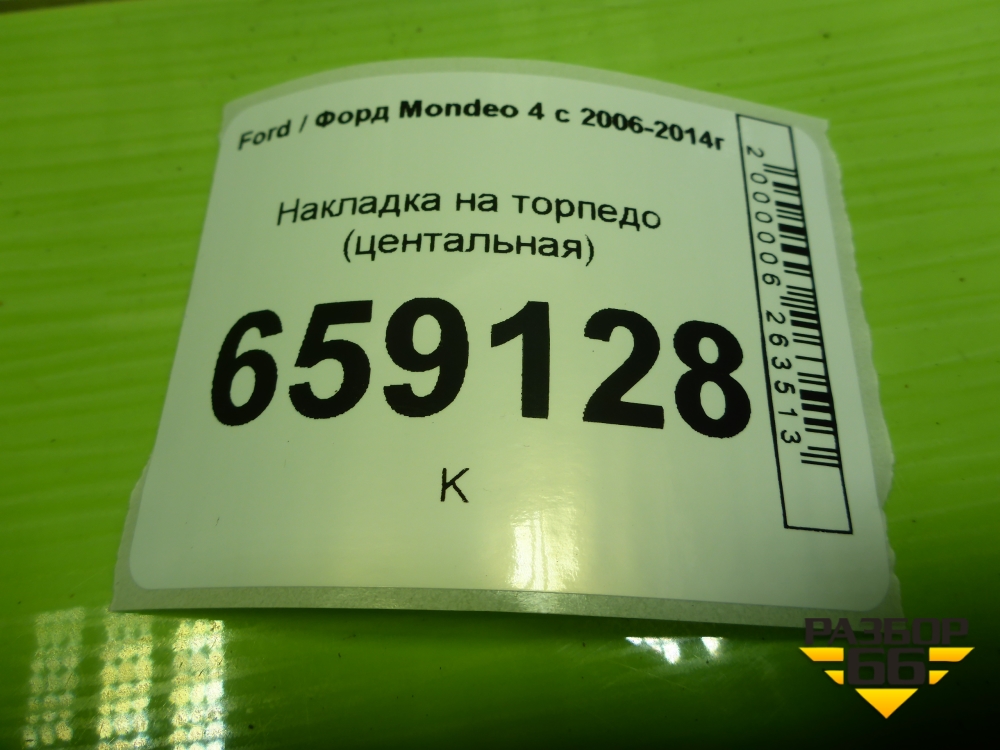 Ford / Форд Mondeo 4 с 2006-2014г
Накладка на торпедо
(центальная)
659128
К
2000006263513
РАЗБОР
66